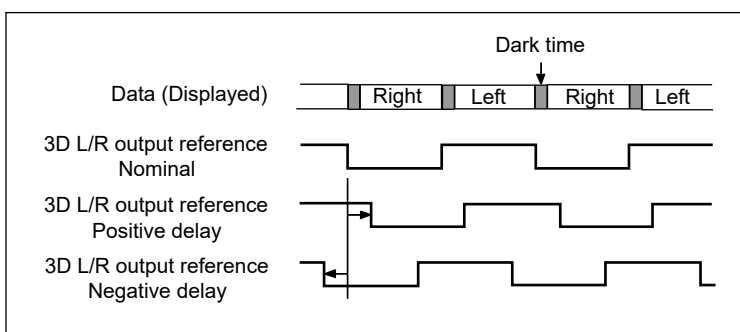 Dark time
Data (Displayed) Right Left Right Left
3D L/R output reference
Nominal
3D L/R output reference
Positive delay
3D L/R output reference
Negative delay